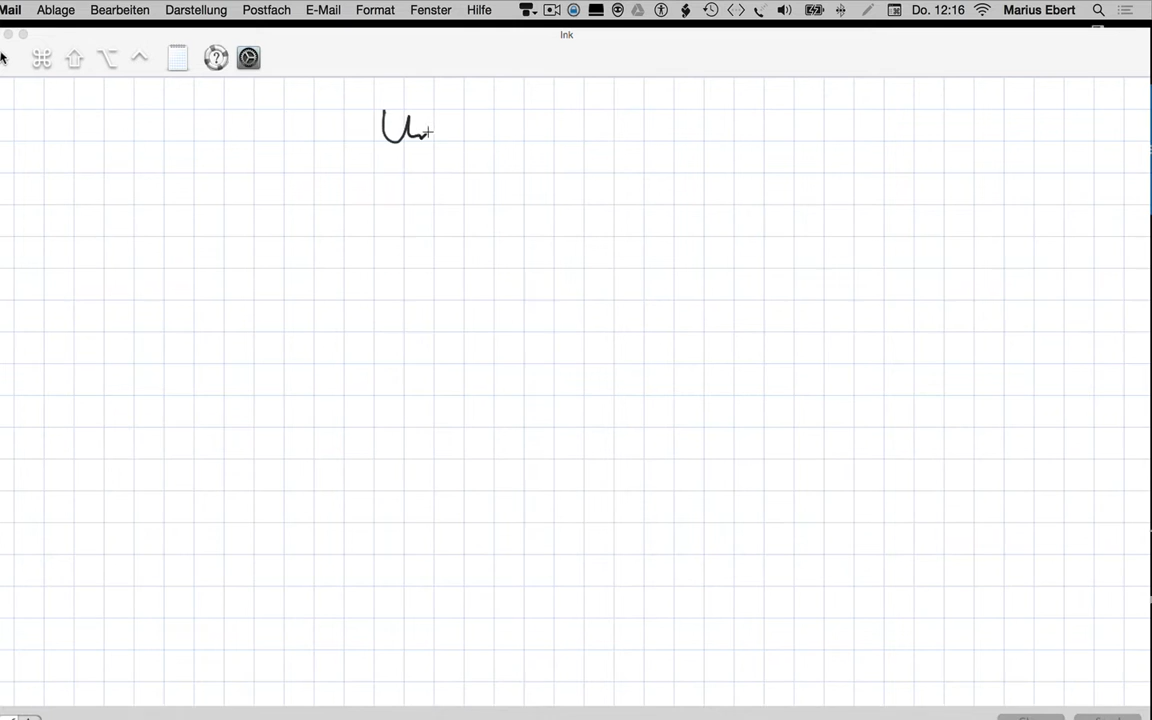 Mail Ablage Bearbeiten Darstellung Postfach E-Mail Format Fenster Hilfe Do. 12:16 Marius Ebert
Ink